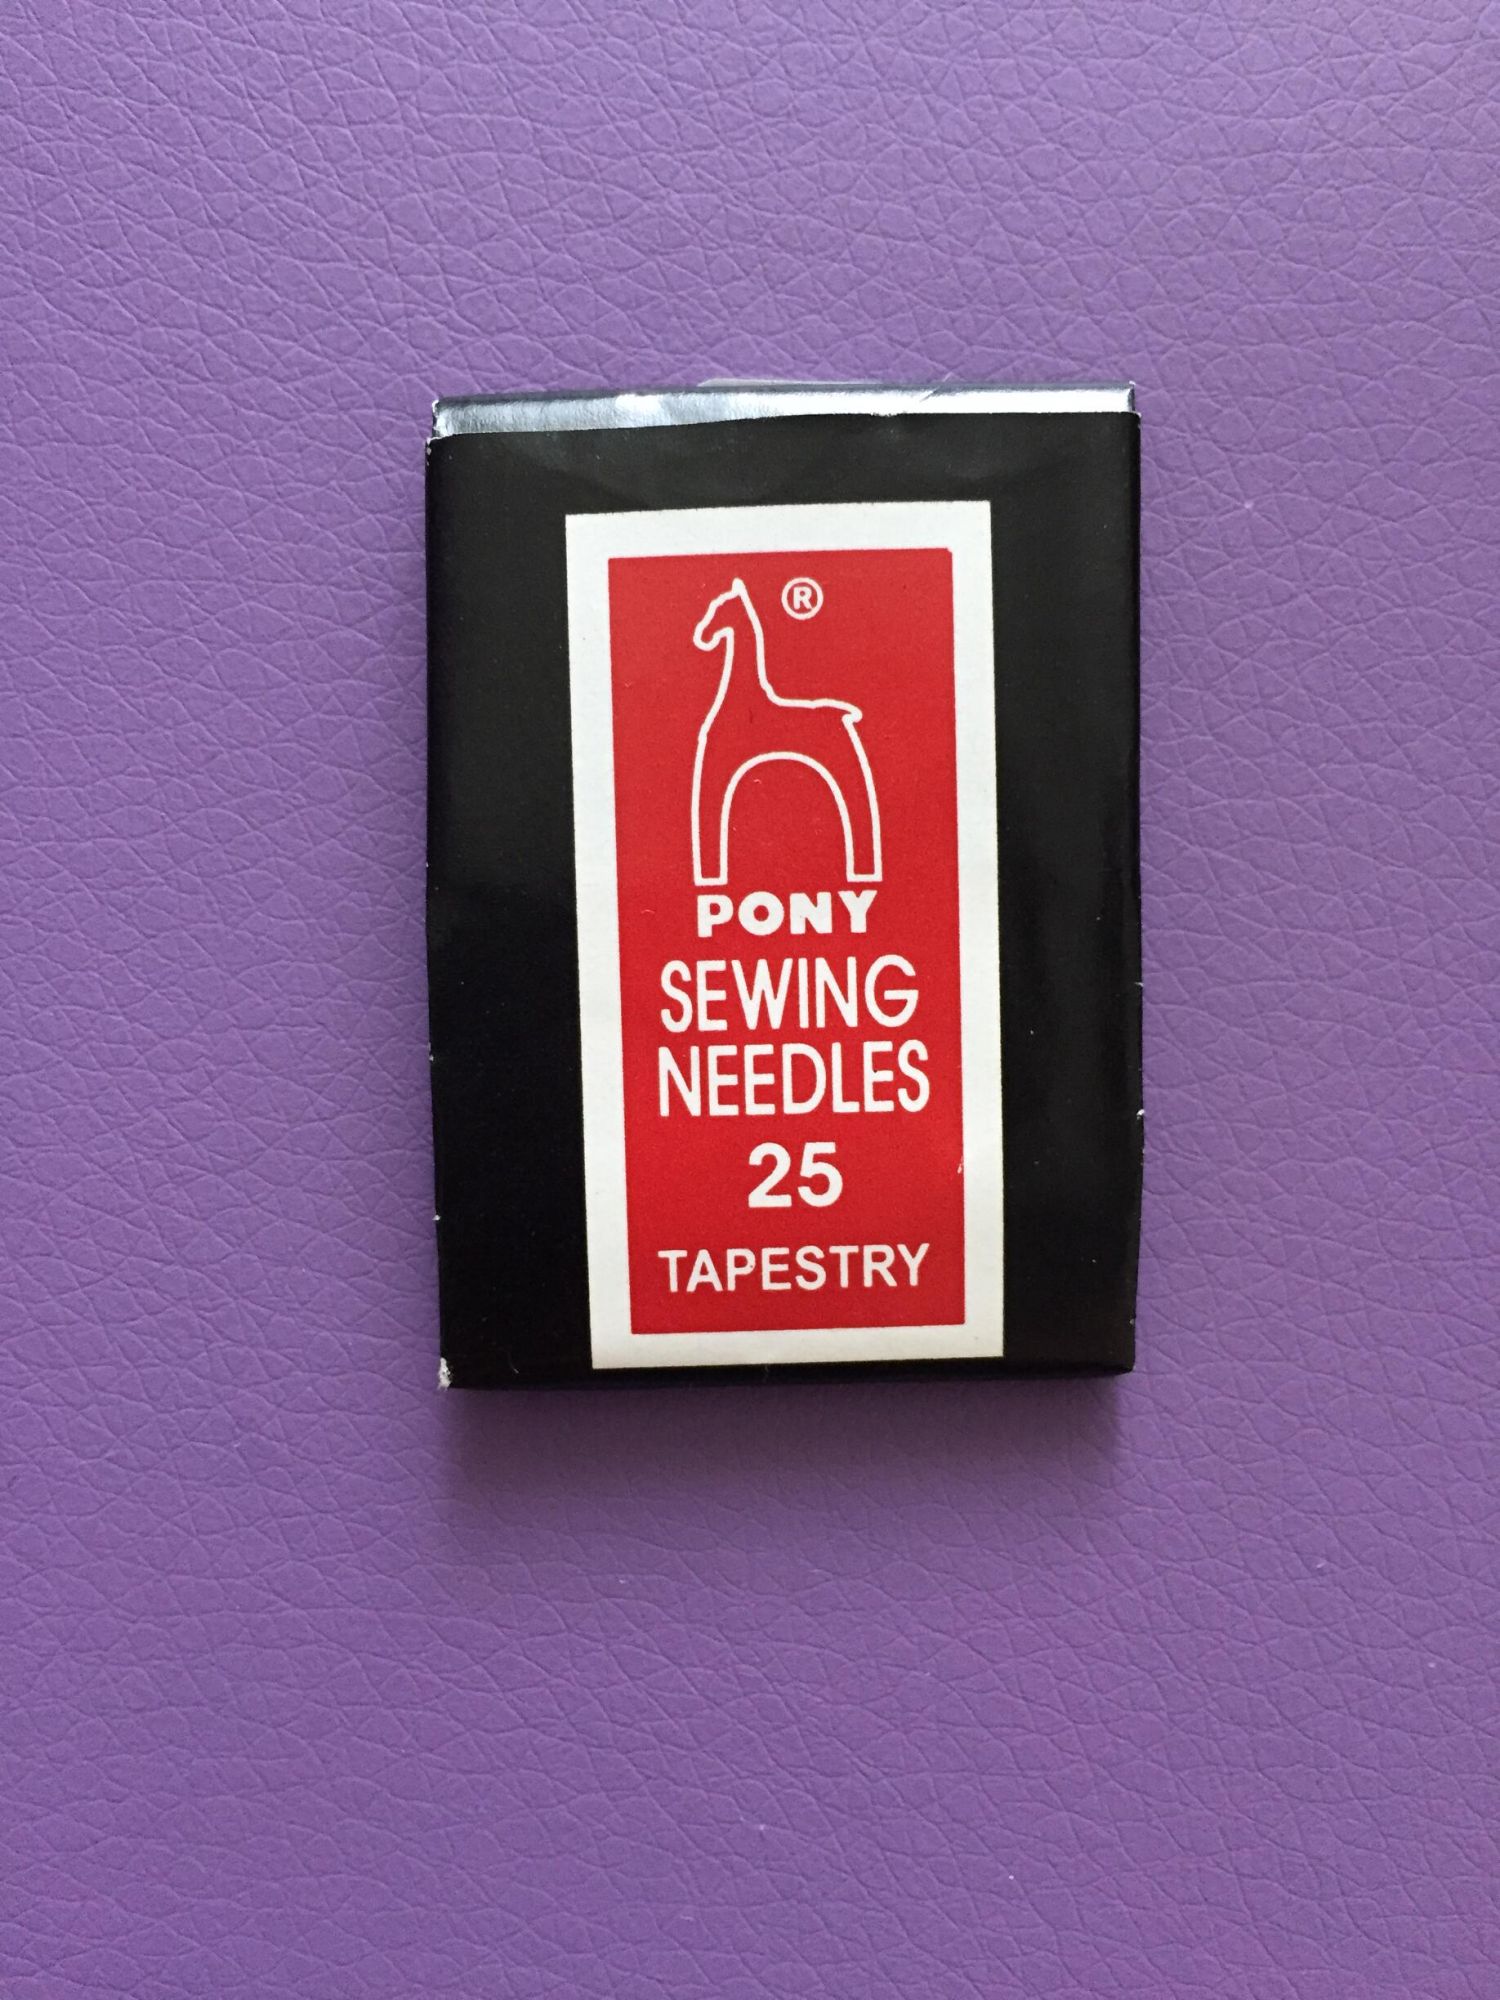 ®
PONY
SEWING
NEEDLES
25
TAPESTRY